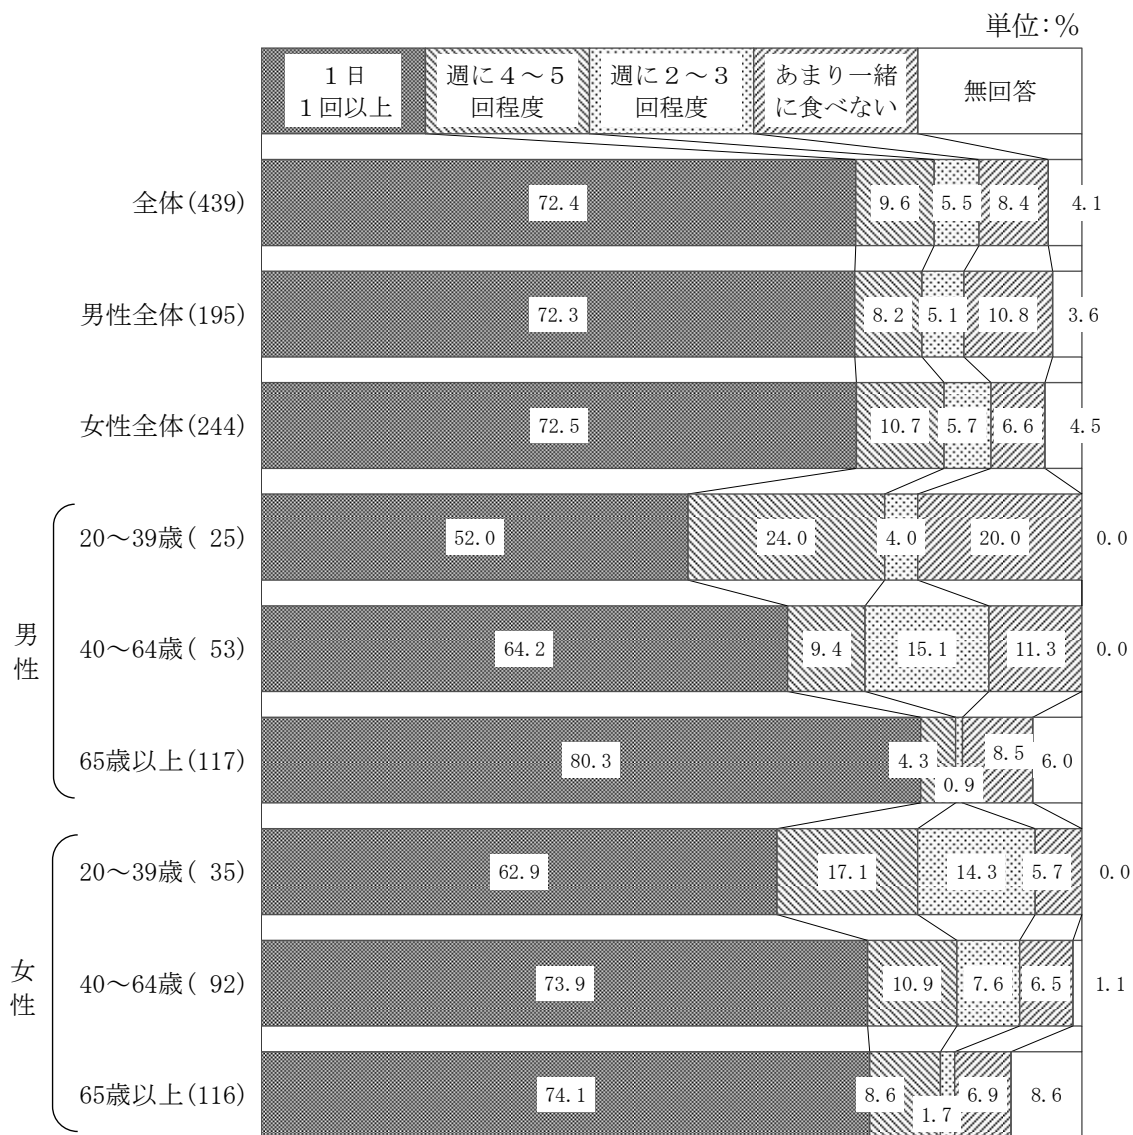 単位:%
１日
１回以上
週に４～５
回程度
週に２～３
回程度
あまり一緒
に食べない
無回答
全体(439) 72.4 9.6 5.5 8.4 4.1
男性全体(195) 72.3 8.2 5.1 10.8 3.6
女性全体(244) 72.5 10.7 5.7 6.6 4.5
男性
20～39歳( 25) 52.0 24.0 4.0 20.0 0.0
40～64歳( 53) 64.2 9.4 15.1 11.3 0.0
65歳以上(117) 80.3 4.3 0.9 8.5 6.0
女性
20～39歳( 35) 62.9 17.1 14.3 5.7 0.0
40～64歳( 92) 73.9 10.9 7.6 6.5 1.1
65歳以上(116) 74.1 8.6 1.7 6.9 8.6